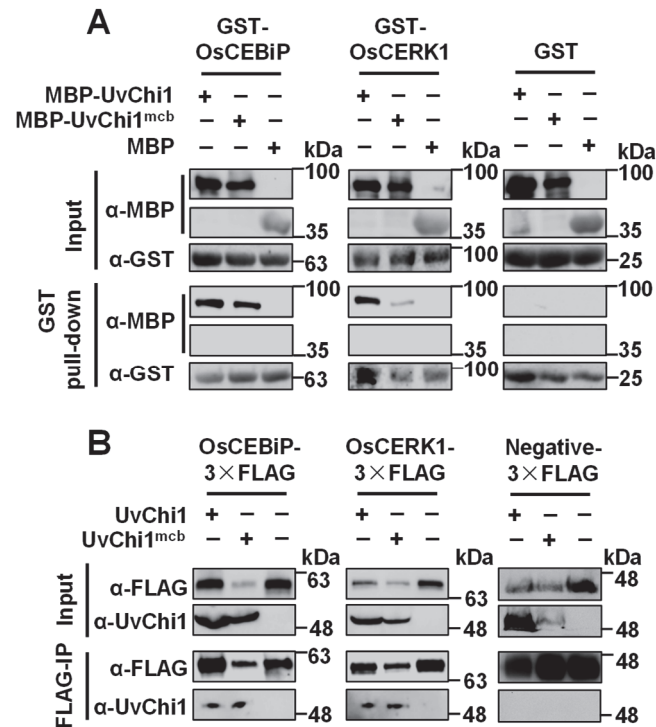 A
GST-OsCEBiP GST-OsCERK1 GST
MBP-UvChi1 + − − + − − + − −
MBP-UvChi1mcb − + − − + − − + −
MBP − − + − − + − − +
kDa kDa kDa
Input α-MBP 100 100 100
35 35 35
α-GST 63 100 25
GST pull-down α-MBP 100 100 100
35 35 35
α-GST 63 100 25
B
OsCEBiP-3×FLAG OsCERK1-3×FLAG Negative-3×FLAG
UvChi1 + − − + − − + − −
UvChi1mcb − + − − + − − + −
kDa kDa kDa
Input α-FLAG 63 63 48
α-UvChi1 48 48 48
FLAG-IP α-FLAG 63 63 48
α-UvChi1 48 48 48